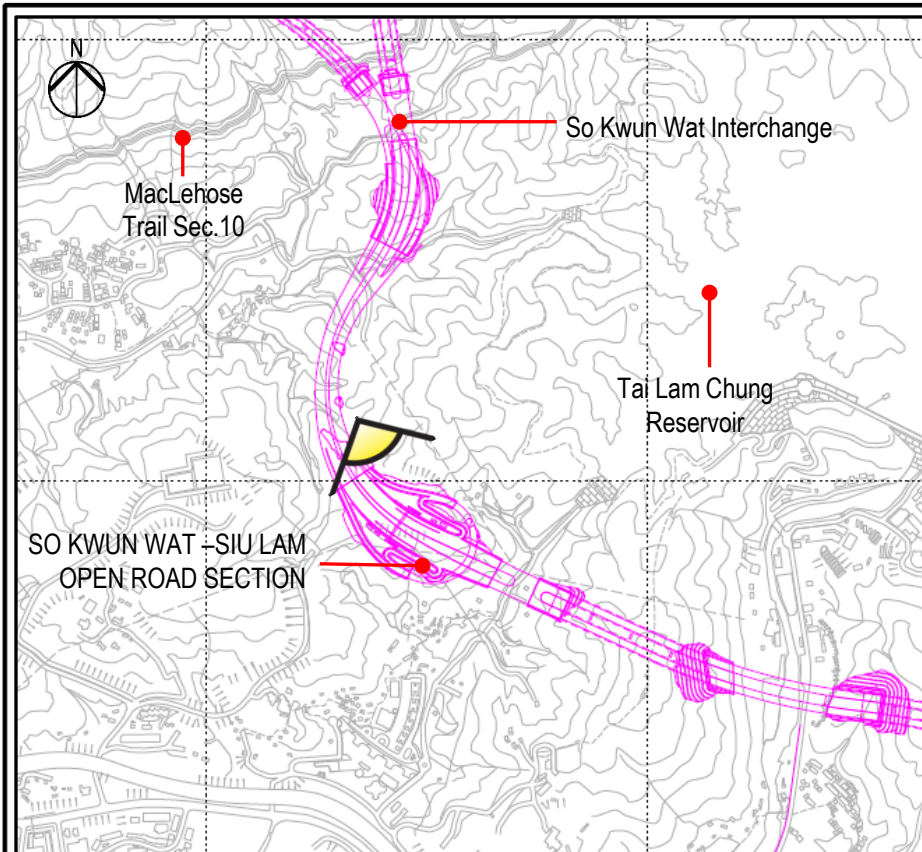 N
So Kwun Wat Interchange
MacLehose
Trail Sec.10
Tai Lam Chung
Reservoir
SO KWUN WAT –SIU LAM
OPEN ROAD SECTION